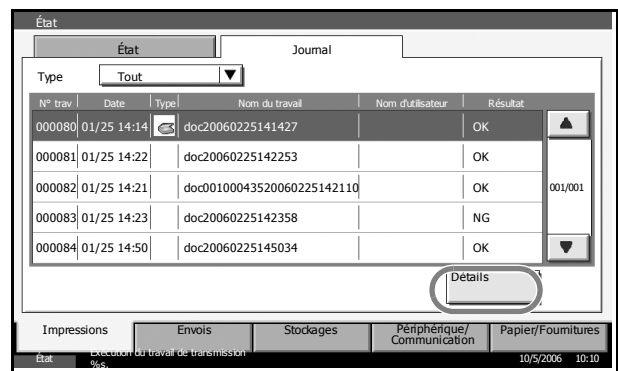 État
État Journal
Type Tout
N° trav Date Type Nom du travail Nom d'utilisateur Résultat
000080 01/25 14:14 doc20060225141427 OK
000081 01/25 14:22 doc20060225142253 OK
000082 01/25 14:21 doc00100043520060225142110 OK
001/001
000083 01/25 14:23 doc20060225142358 NG
000084 01/25 14:50 doc20060225145034 OK
Détails
Impressions Envois Stockages Périphérique/ Papier/Fournitures
Communication
État Exécution du travail de transmission 10/5/2006 10:10
%s.